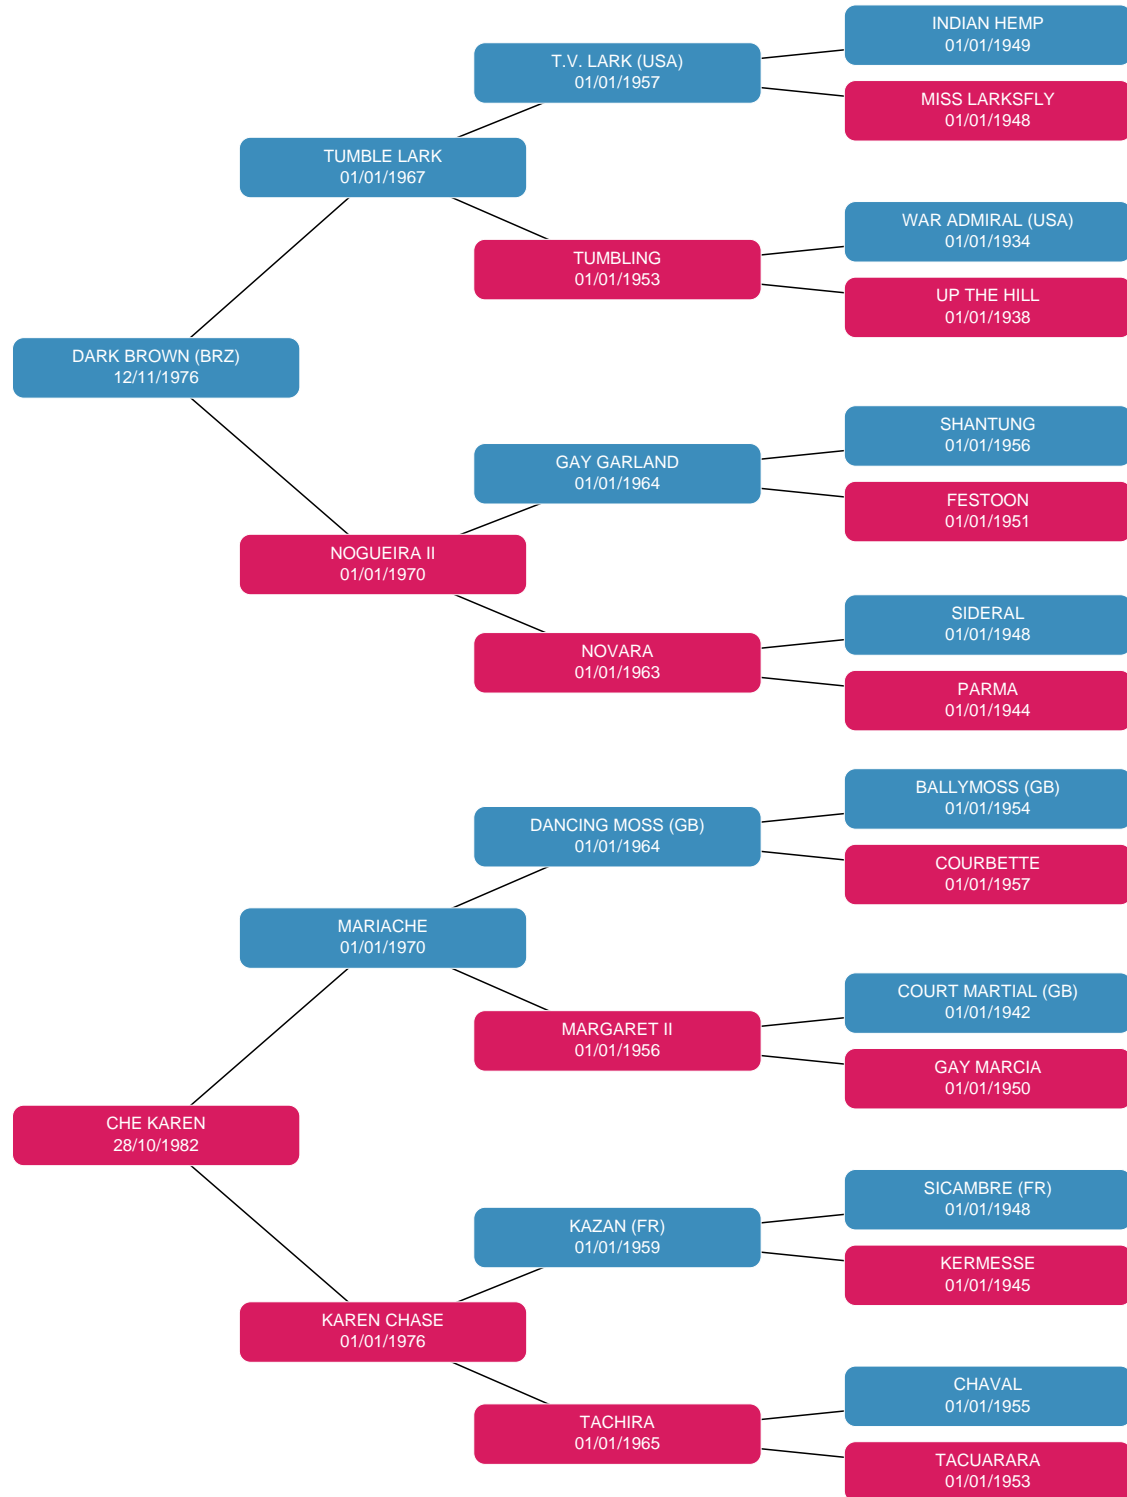 INDIAN HEMP
01/01/1949
T.V. LARK (USA)
01/01/1957
MISS LARKSFLY
01/01/1948
TUMBLE LARK
01/01/1967
WAR ADMIRAL (USA)
01/01/1934
TUMBLING
01/01/1953
UP THE HILL
01/01/1938
DARK BROWN (BRZ)
12/11/1976
SHANTUNG
01/01/1956
GAY GARLAND
01/01/1964
FESTOON
01/01/1951
NOGUEIRA II
01/01/1970
SIDERAL
01/01/1948
NOVARA
01/01/1963
PARMA
01/01/1944
BALLYMOSS (GB)
01/01/1954
DANCING MOSS (GB)
01/01/1964
COURBETTE
01/01/1957
MARIACHE
01/01/1970
COURT MARTIAL (GB)
01/01/1942
MARGARET II
01/01/1956
GAY MARCIA
01/01/1950
CHE KAREN
28/10/1982
SICAMBRE (FR)
01/01/1948
KAZAN (FR)
01/01/1959
KERMESSE
01/01/1945
KAREN CHASE
01/01/1976
CHAVAL
01/01/1955
TACHIRA
01/01/1965
TACUARARA
01/01/1953